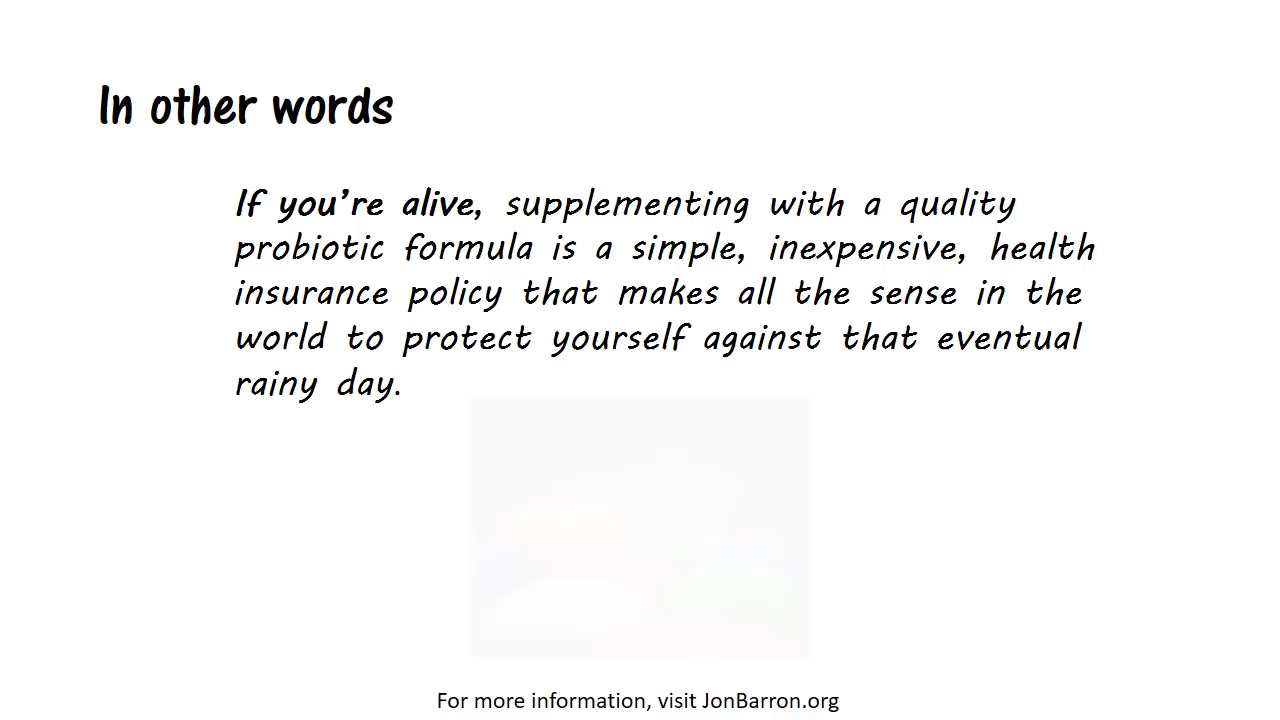 In other words
If you’re alive, supplementing with a quality
probiotic formula is a simple, inexpensive, health
insurance policy that makes all the sense in the
world to protect yourself against that eventual
rainy day.
For more information, visit JonBarron.org